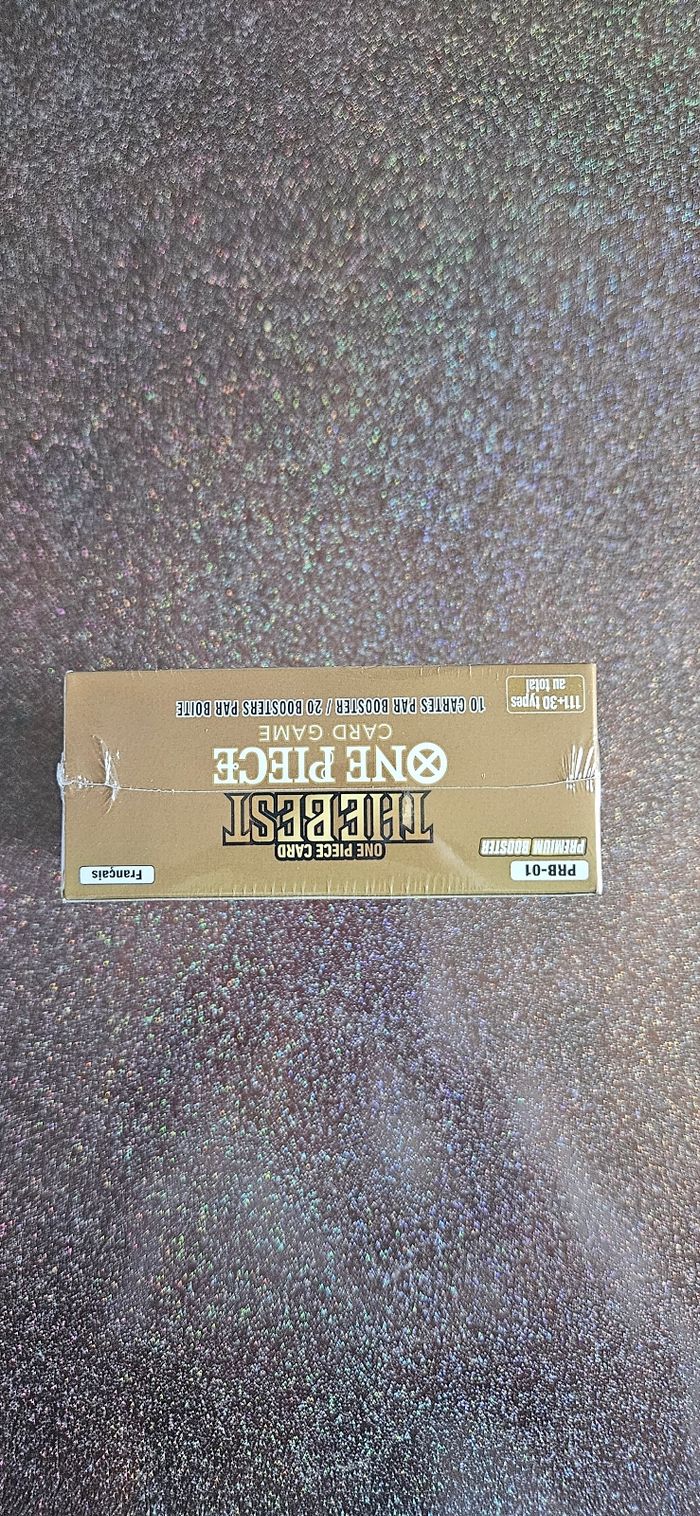 PRB-01
PREMIUM BOOSTER
Français
ONE PIECE CARD
THE BEST
ONE PIECE
CARD GAME
10 CARTES PAR BOOSTER / 20 BOOSTERS PAR BOITE
111+30 types
au total